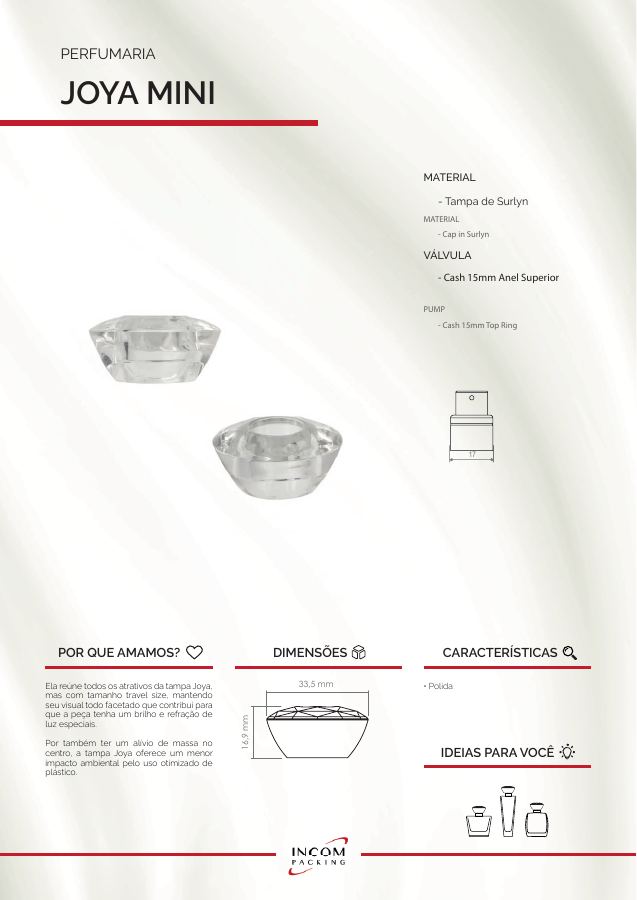 PERFUMARIA
JOYA MINI
MATERIAL
- Tampa de Surlyn
MATERIAL
- Cap in Surlyn
VÁLVULA
- Cash 15mm Anel Superior
PUMP
- Cash 15mm Top Ring
17
POR QUE AMAMOS?
Ela reúne todos os atrativos da tampa Joya,
mas com tamanho travel size, mantendo
seu visual todo facetado que contribui para
que a peça tenha um brilho e refração de
luz especiais.
Por também ter um alívio de massa no
centro, a tampa Joya oferece um menor
impacto ambiental pelo uso otimizado de
plástico.
DIMENSÕES
33,5 mm
16,9 mm
CARACTERÍSTICAS
• Polida
IDEIAS PARA VOCÊ
INCOM
PACKING